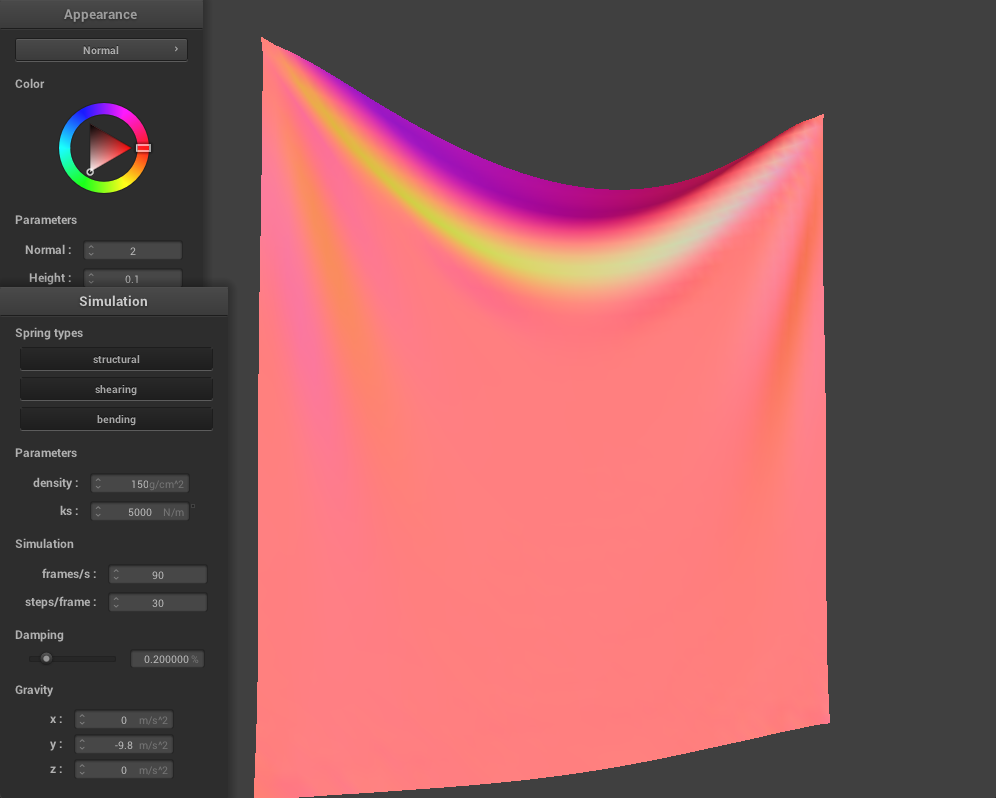 Appearance
Normal
Color
Parameters
Normal : 2
Height : 0.1
Simulation
Spring types
structural
shearing
bending
Parameters
density : 150g/cm^2
ks : 5000 N/m
Simulation
frames/s : 90
steps/frame : 30
Damping
0.200000 %
Gravity
x : 0 m/s^2
y : -9.8 m/s^2
z : 0 m/s^2